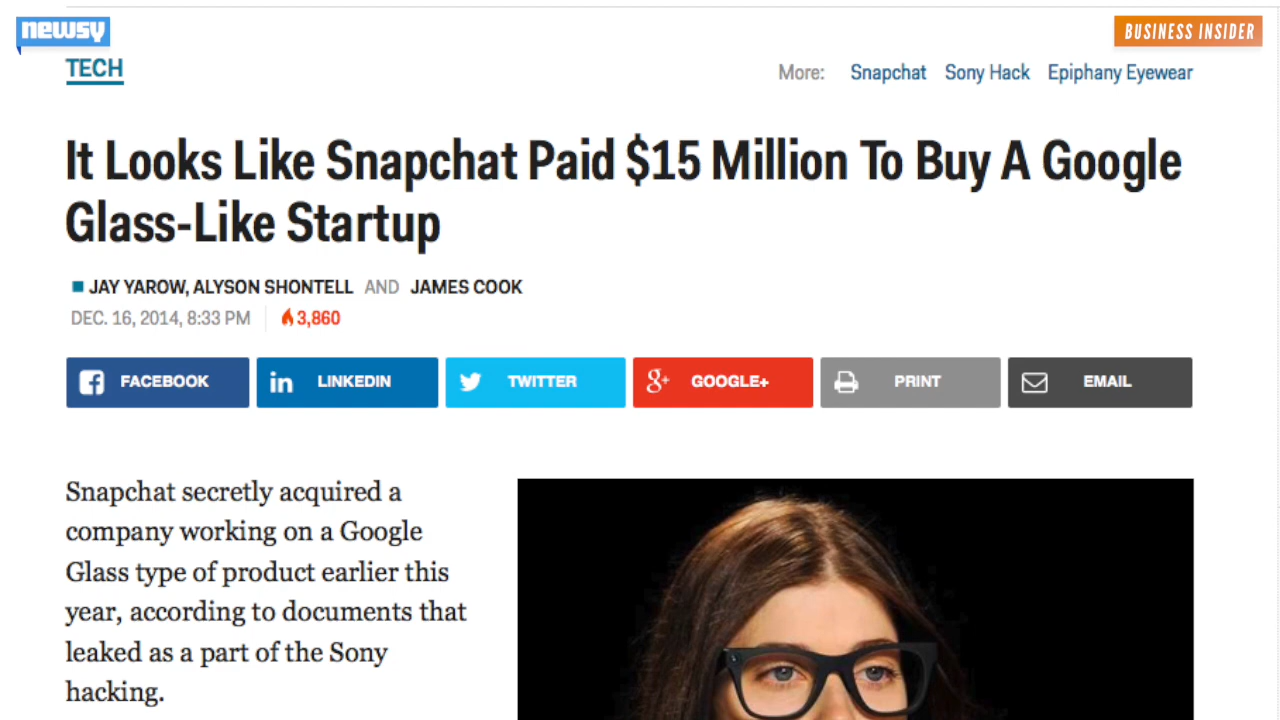 newsy
BUSINESS INSIDER
TECH
More: Snapchat Sony Hack Epiphany Eyewear
It Looks Like Snapchat Paid $15 Million To Buy A Google
Glass-Like Startup
JAY YAROW, ALYSON SHONTELL AND JAMES COOK
DEC. 16, 2014, 8:33 PM 3,860
FACEBOOK in LINKEDIN TWITTER g+ GOOGLE+ PRINT EMAIL
Snapchat secretly acquired a
company working on a Google
Glass type of product earlier this
year, according to documents that
leaked as a part of the Sony
hacking.